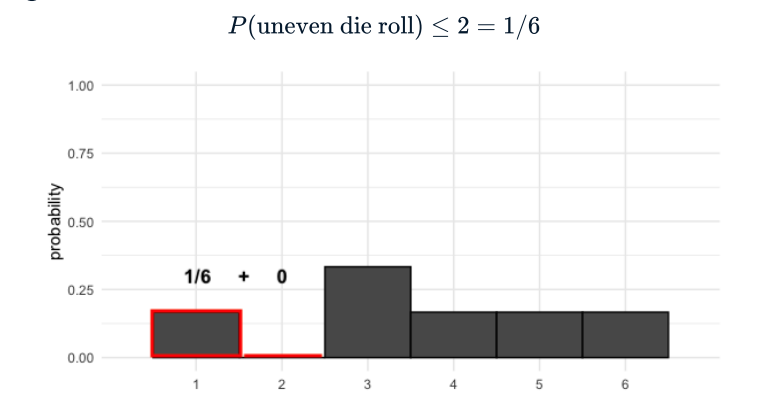 P(uneven die roll) ≤ 2 = 1/6
1.00
0.75
0.50
0.25
0.00
probability
1/6 + 0
1 2 3 4 5 6